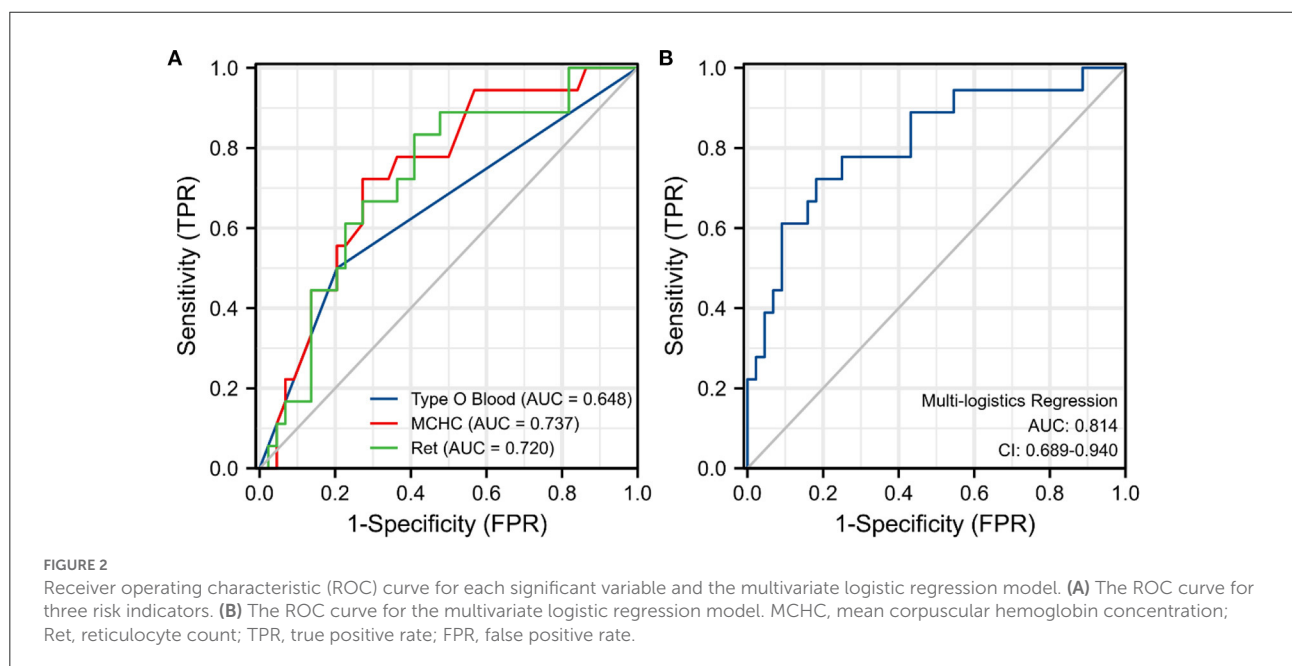 A
1.0
0.8
0.6
0.4
0.2
0.0
Sensitivity (TPR)
Type O Blood (AUC = 0.648)
MCHC (AUC = 0.737)
Ret (AUC = 0.720)
0.0 0.2 0.4 0.6 0.8 1.0
1-Specificity (FPR)
B
1.0
0.8
0.6
0.4
0.2
0.0
Sensitivity (TPR)
Multi-logistics Regression
AUC: 0.814
CI: 0.689-0.940
0.0 0.2 0.4 0.6 0.8 1.0
1-Specificity (FPR)
FIGURE 2
Receiver operating characteristic (ROC) curve for each significant variable and the multivariate logistic regression model. (A) The ROC curve for
three risk indicators. (B) The ROC curve for the multivariate logistic regression model. MCHC, mean corpuscular hemoglobin concentration;
Ret, reticulocyte count; TPR, true positive rate; FPR, false positive rate.